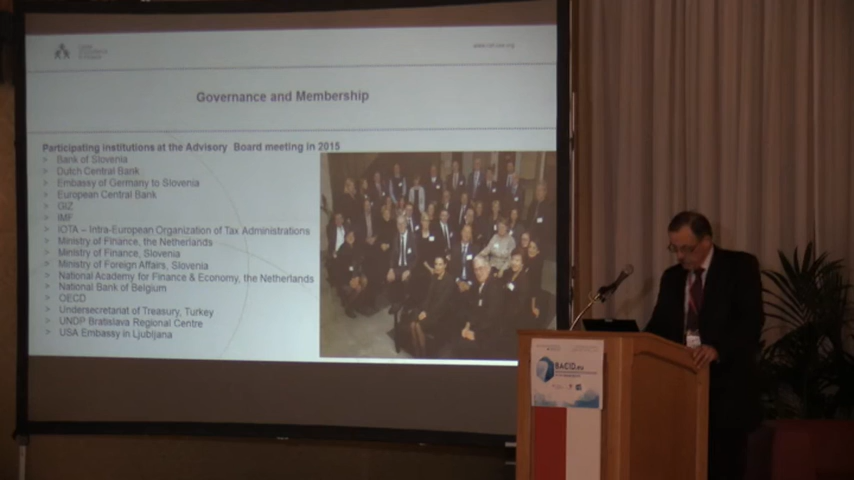 Governance and Membership
Participating institutions at the Advisory Board meeting in 2015
> Bank of Slovenia
> Dutch Central Bank
> Embassy of Germany to Slovenia
> European Central Bank
> GIZ
> IMF
> IOTA – Intra-European Organization of Tax Administrations
> Ministry of Finance, the Netherlands
> Ministry of Finance, Slovenia
> Ministry of Foreign Affairs, Slovenia
> National Academy for Finance & Economy, the Netherlands
> National Bank of Belgium
> OECD
> Undersecretariat of Treasury, Turkey
> UNDP Bratislava Regional Centre
> USA Embassy in Ljubljana
BACID